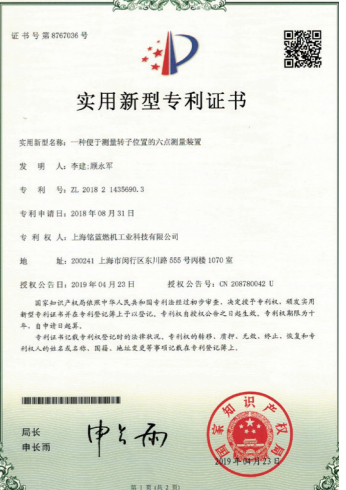 证书号第8767036号
实用新型专利证书
实用新型名称：一种便于测量转子位置的六点测量装置
发 明 人：李建;顾永军
专 利 号：ZL 2018 2 1435690.3
专利申请日：2018年08月31日
专 利 权 人：上海铭蓝燃机工业科技有限公司
地 址：200241 上海市闵行区东川路555号丙楼1070室
授权公告日：2019年04月23日 授权公告号：CN 208780042 U
国家知识产权局依照中华人民共和国专利法经过初步审查，决定授予专利权，颁发实用
新型专利证书并在专利登记簿上予以登记。专利权自授权公告之日起生效。专利权期限为十
年，自申请日起算。
专利证书记载专利权登记时的法律状况。专利权的转移、质押、无效、终止、恢复和专
利权人的姓名或名称、国籍、地址变更等事项记载在专利登记簿上。
局长
申长雨
申长雨
国家知识产权局
2019年04月23日
第 1 页 (共 2 页)